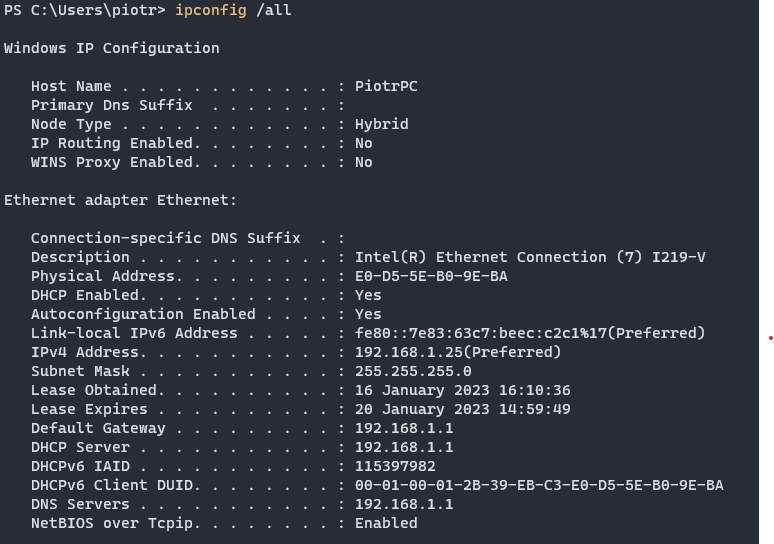 PS C:\Users\piotr> ipconfig /all
Windows IP Configuration
Host Name . . . . . . . . . . . . : PiotrPC
Primary Dns Suffix  . . . . . . . :
Node Type . . . . . . . . . . . . : Hybrid
IP Routing Enabled. . . . . . . . : No
WINS Proxy Enabled. . . . . . . . : No
Ethernet adapter Ethernet:
Connection-specific DNS Suffix  . :
Description . . . . . . . . . . . : Intel(R) Ethernet Connection (7) I219-V
Physical Address. . . . . . . . . : E0-D5-5E-B0-9E-BA
DHCP Enabled. . . . . . . . . . . : Yes
Autoconfiguration Enabled . . . . : Yes
Link-local IPv6 Address . . . . . : fe80::7e83:63c7:beec:c2c1%17(Preferred)
IPv4 Address. . . . . . . . . . . : 192.168.1.25(Preferred)
Subnet Mask . . . . . . . . . . . : 255.255.255.0
Lease Obtained. . . . . . . . . . : 16 January 2023 16:10:36
Lease Expires . . . . . . . . . . : 20 January 2023 14:59:49
Default Gateway . . . . . . . . . : 192.168.1.1
DHCP Server . . . . . . . . . . . : 192.168.1.1
DHCPv6 IAID . . . . . . . . . . . : 115397982
DHCPv6 Client DUID. . . . . . . . : 00-01-00-01-2B-39-EB-C3-E0-D5-5E-B0-9E-BA
DNS Servers . . . . . . . . . . . : 192.168.1.1
NetBIOS over Tcpip. . . . . . . . : Enabled